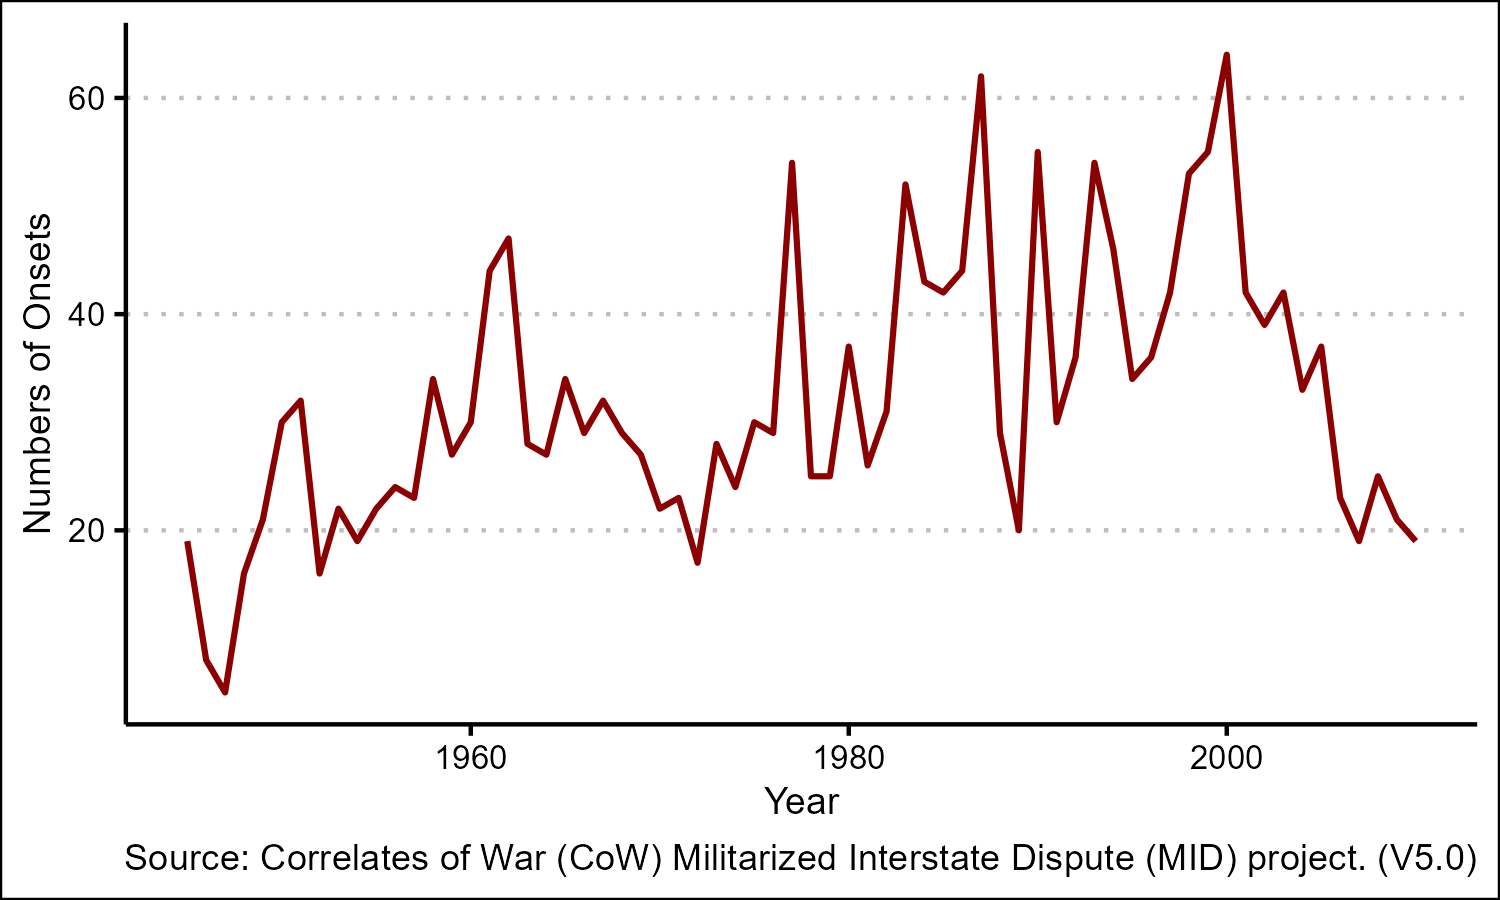 60
40
20
Numbers of Onsets
1960 1980 2000
Year
Source: Correlates of War (CoW) Militarized Interstate Dispute (MID) project. (V5.0)